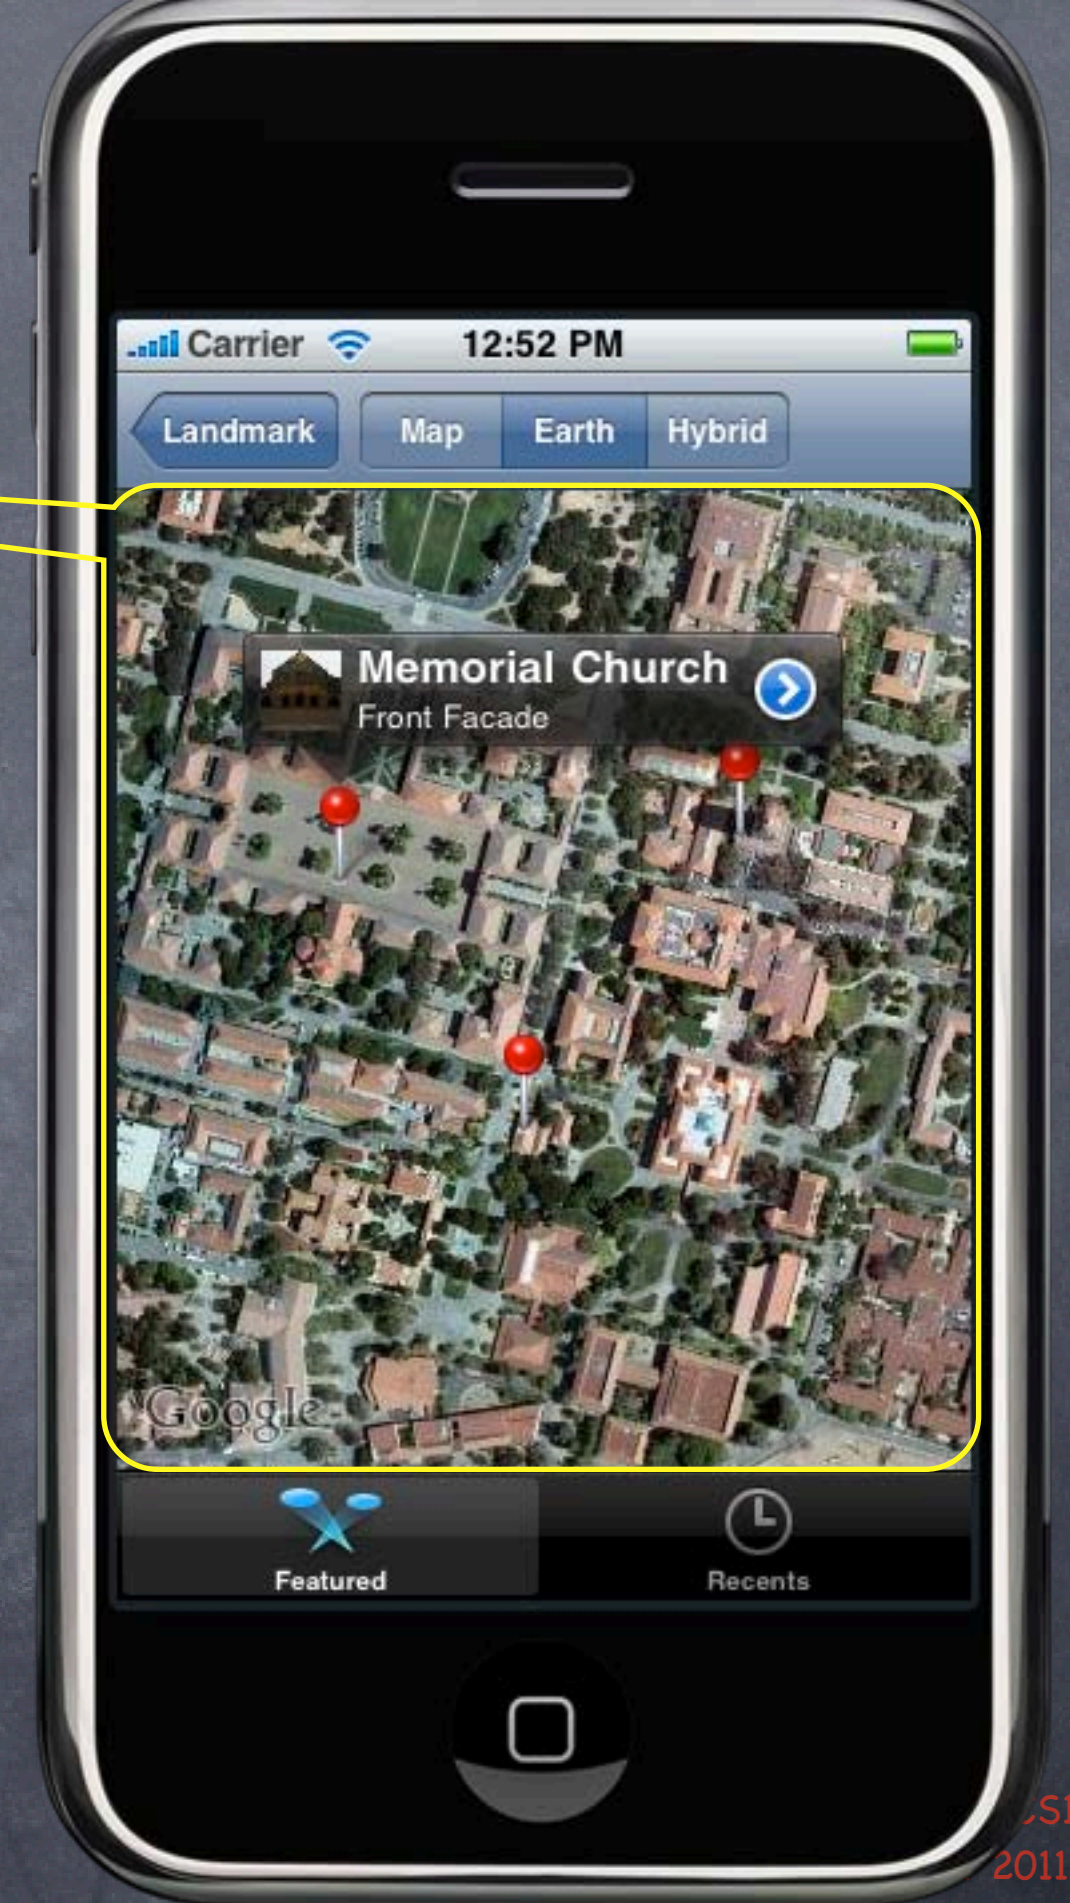 Carrier 12:52 PM
Landmark Map Earth Hybrid
Memorial Church
Front Facade
Google
Featured Recents
2011